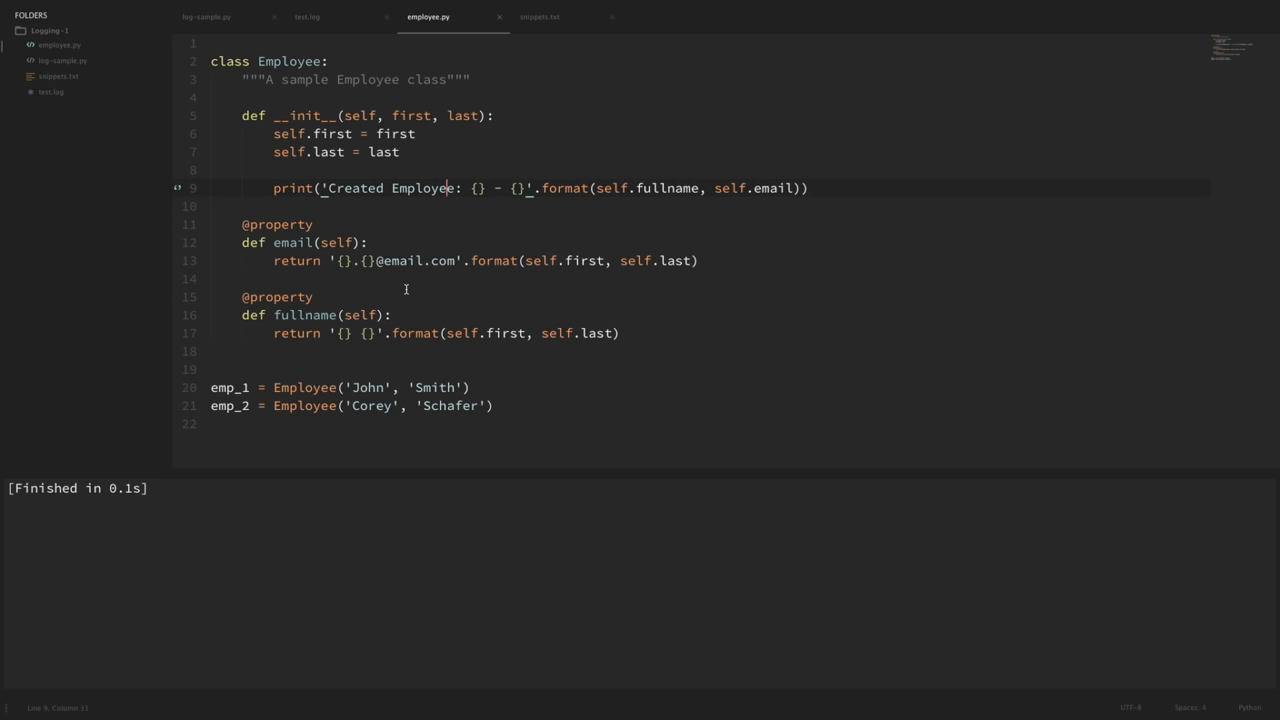 FOLDERS
Logging-1
employee.py
log-sample.py
snippets.txt
test.log
log-sample.py × test.log × employee.py × snippets.txt ×
1
2 class Employee:
3     """A sample Employee class"""
4
5     def __init__(self, first, last):
6         self.first = first
7         self.last = last
8
9         print('Created Employee: {} - {}'.format(self.fullname, self.email))
10
11     @property
12     def email(self):
13         return '{}.{}@email.com'.format(self.first, self.last)
14
15     @property
16     def fullname(self):
17         return '{} {}'.format(self.first, self.last)
18
19
20 emp_1 = Employee('John', 'Smith')
21 emp_2 = Employee('Corey', 'Schafer')
22
[Finished in 0.1s]
Line 9, Column 31 UTF-8 Spaces: 4 Python